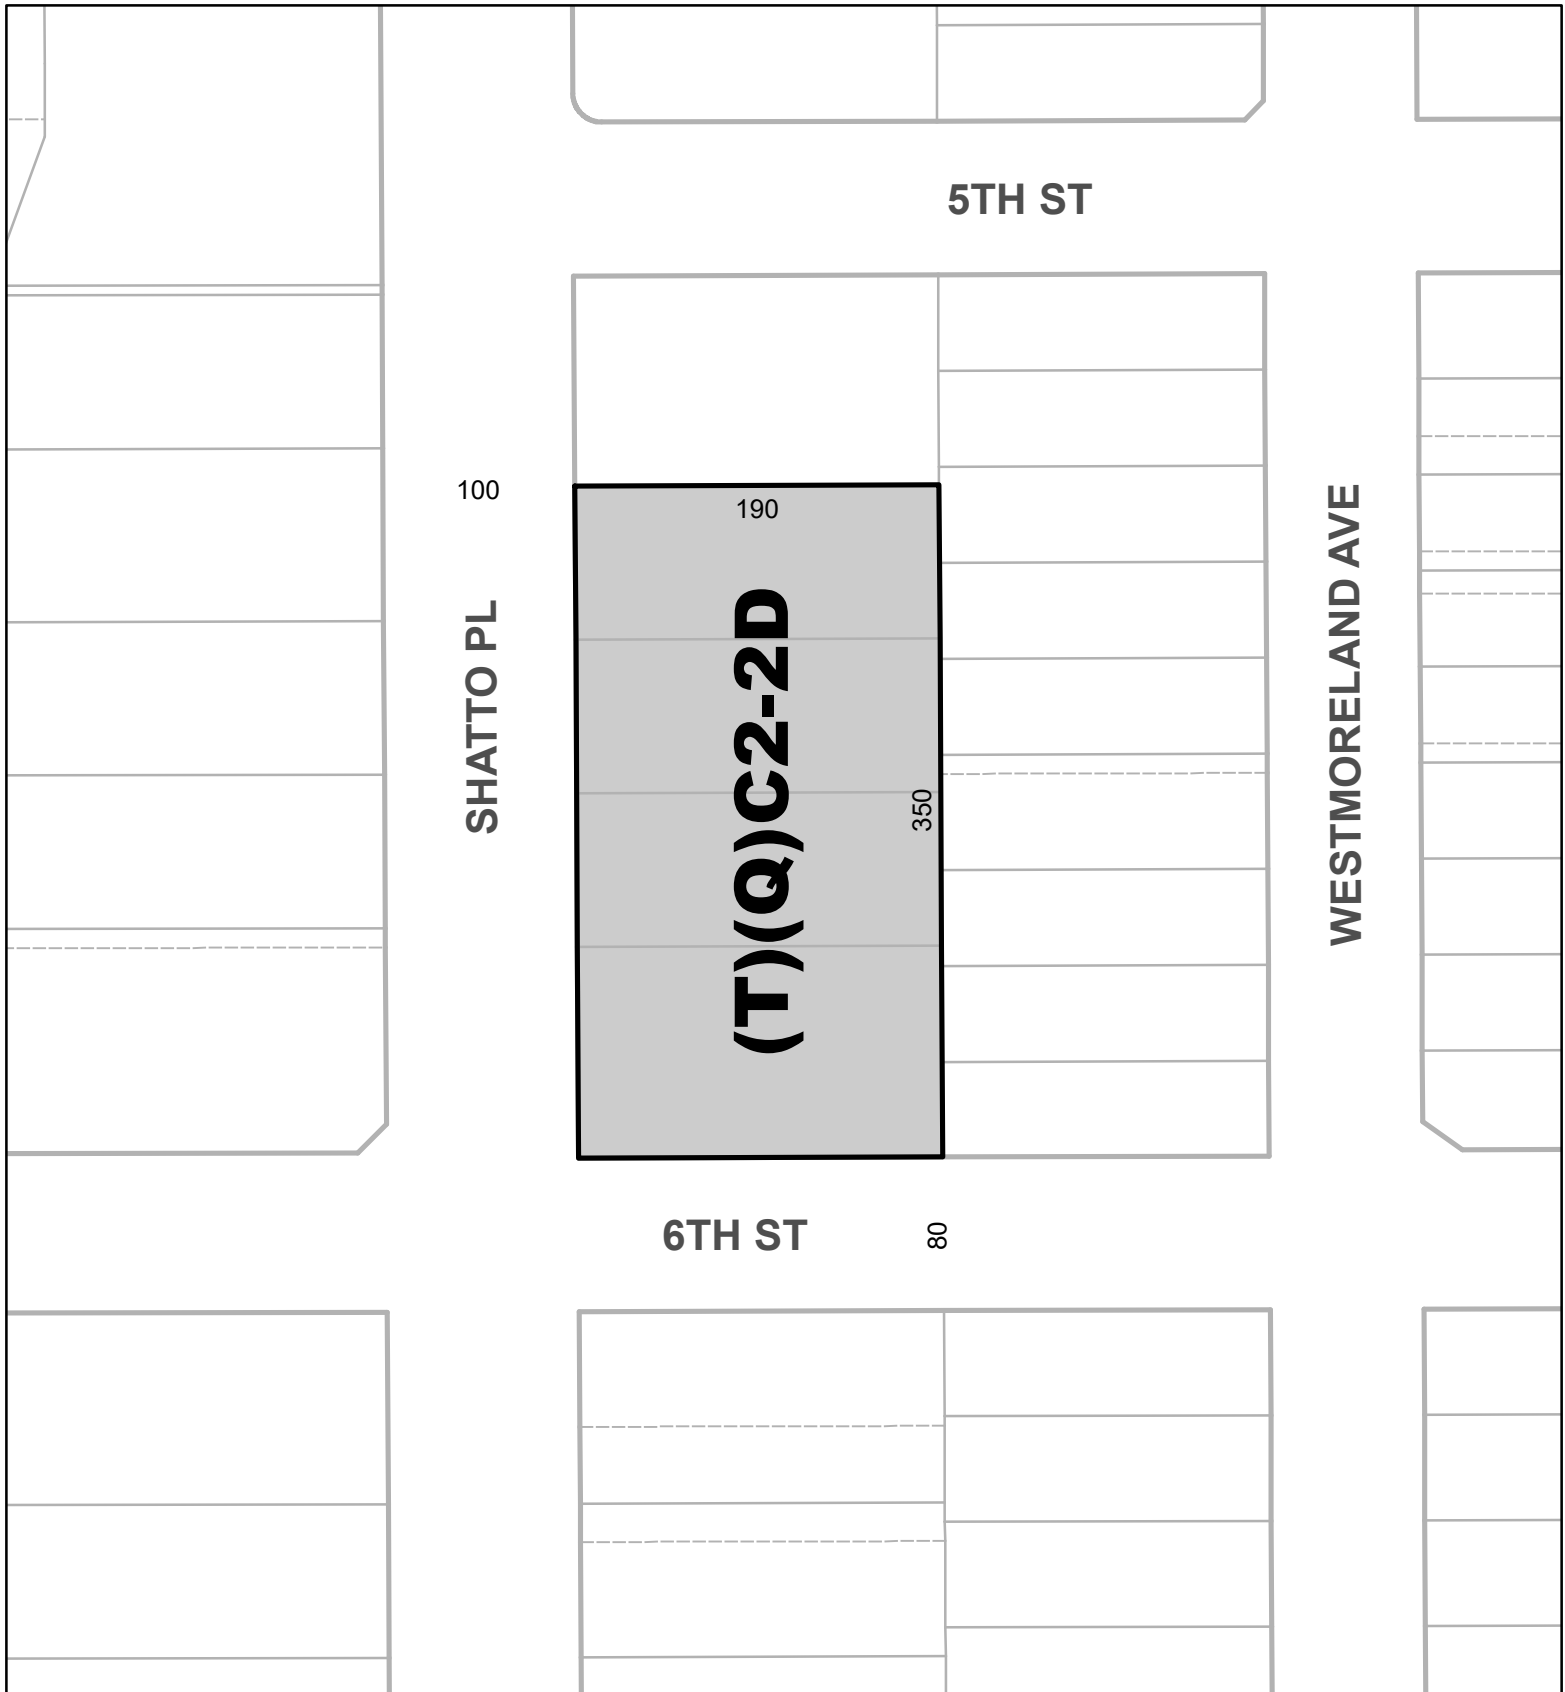 5TH ST
100
190
SHATTO PL
(T)(Q)C2-2D
350
WESTMORELAND AVE
6TH ST
80